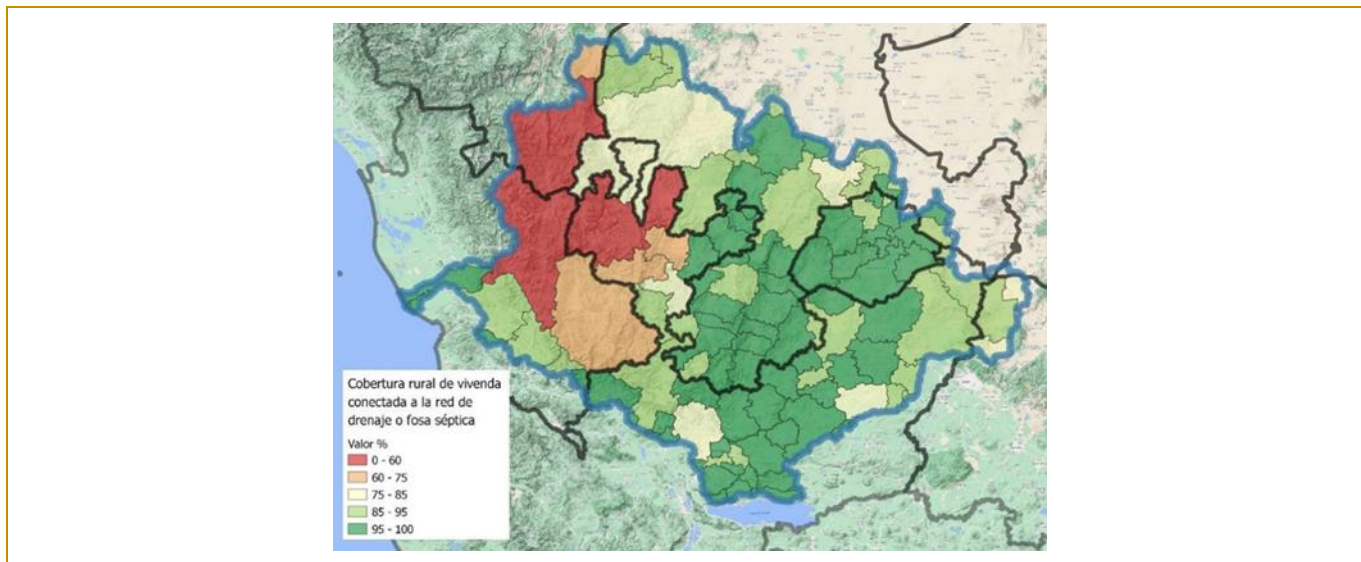 Cobertura rural de vivenda
conectada a la red de
drenaje o fosa séptica
Valor %
0 - 60
60 - 75
75 - 85
85 - 95
95 - 100